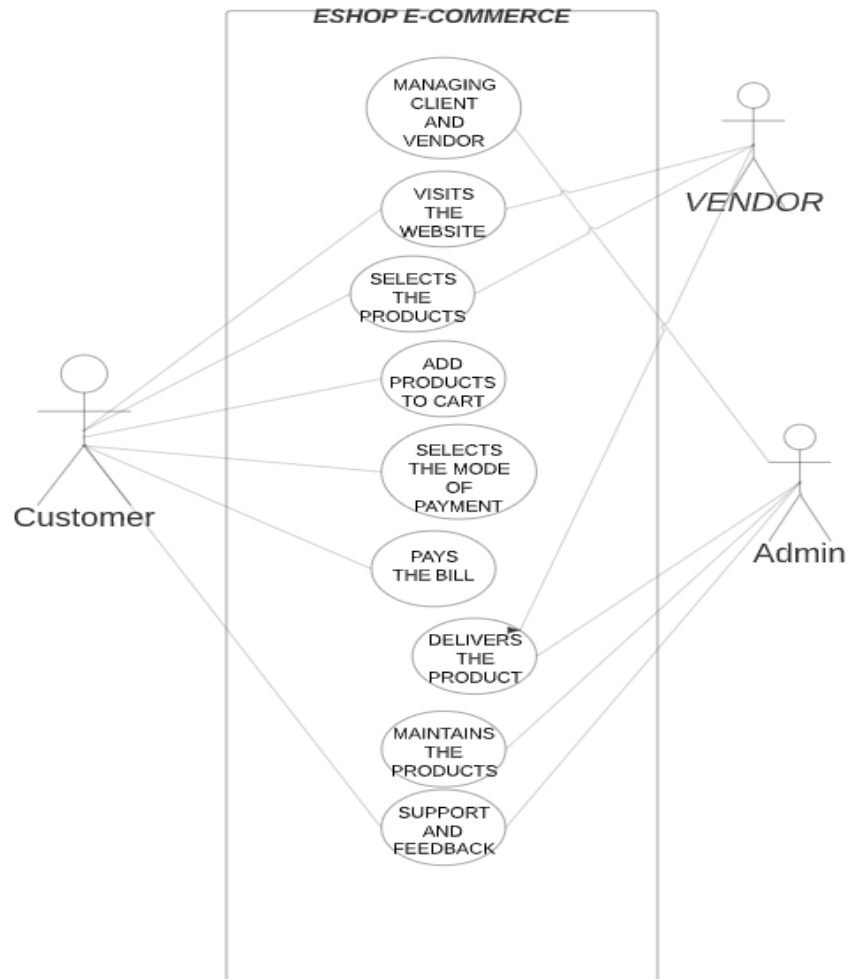 ESHOP E-COMMERCE
MANAGING
CLIENT
AND
VENDOR
VISITS
THE
WEBSITE
VENDOR
SELECTS
THE
PRODUCTS
ADD
PRODUCTS
TO CART
SELECTS
THE MODE
OF
PAYMENT
Customer
Admin
PAYS
THE BILL
DELIVERS
THE
PRODUCT
MAINTAINS
THE
PRODUCTS
SUPPORT
AND
FEEDBACK